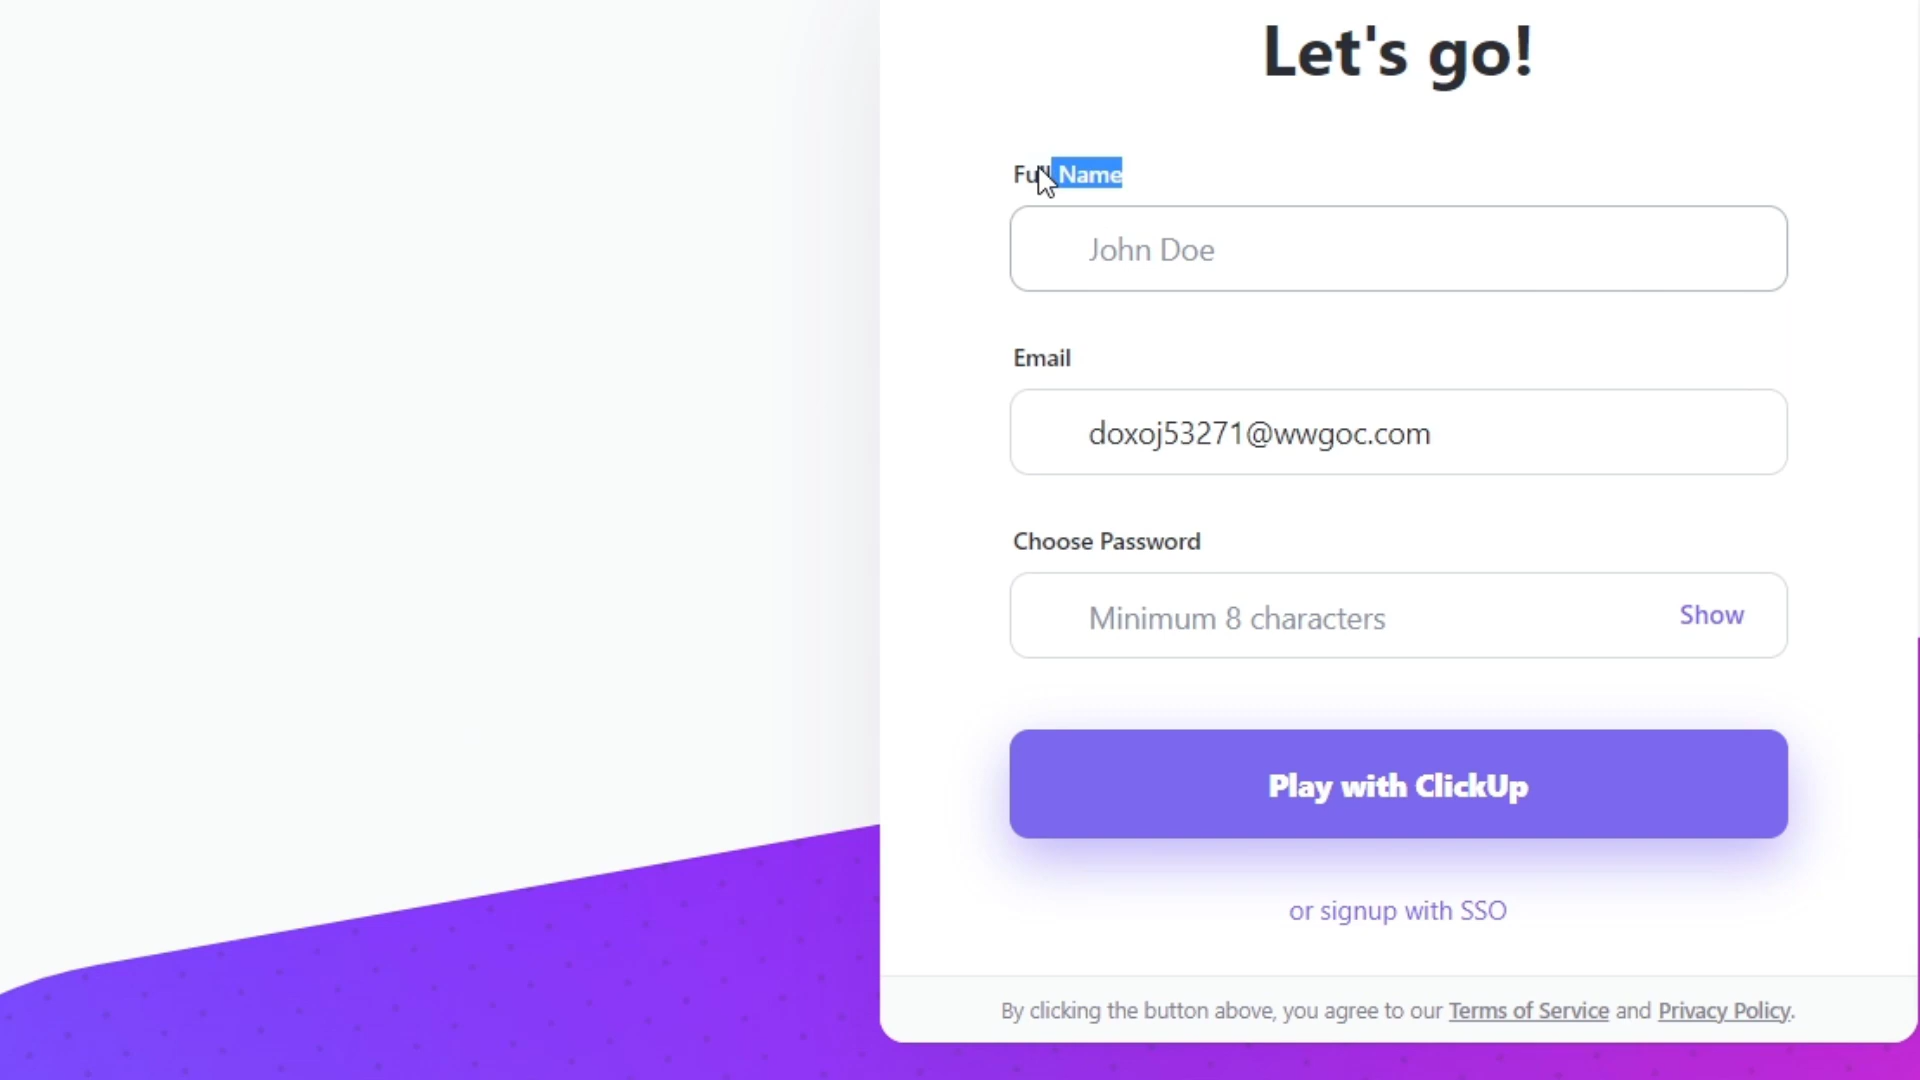 Let's go!
Full Name
John Doe
Email
doxoj53271@wwgoc.com
Choose Password
Minimum 8 characters
Show
Play with ClickUp
or signup with SSO
By clicking the button above, you agree to our Terms of Service and Privacy Policy.